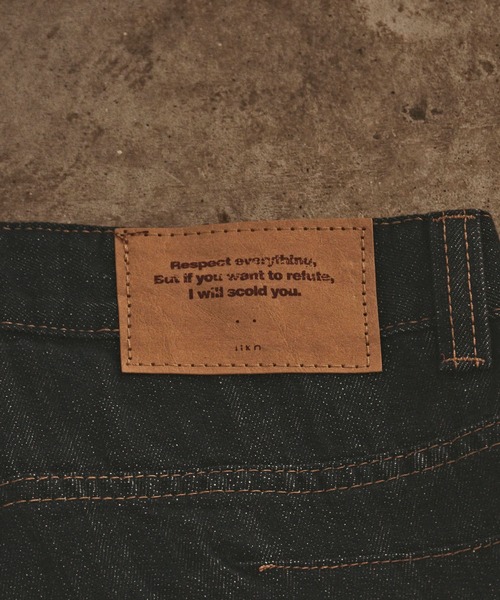 Respect everything,
But if you want to refute,
I will scold you.